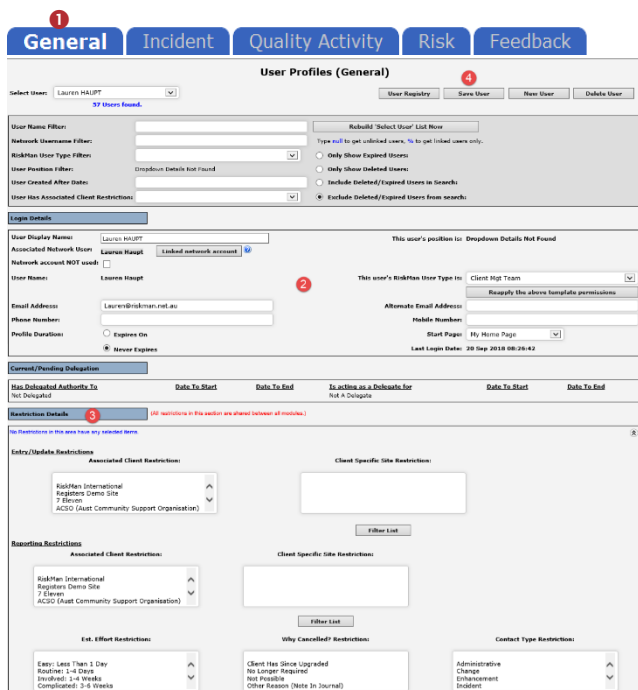 1
General Incident Quality Activity Risk Feedback
User Profiles (General)
4
Select User: Lauren HAUPT User Registry Save User New User Delete User
57 Users found.
User Name Filter: Rebuild 'Select User' List Now
Network Username Filter: Type null to get unlinked users, % to get linked users only.
RiskMan User Type Filter: Only Show Expired Users:
User Position Filter: Dropdown Details Not Found Only Show Deleted Users:
User Created After Date: Include Deleted/Expired Users in Search:
User Has Associated Client Restriction: Exclude Deleted/Expired Users from search:
Login Details
User Display Name: Lauren HAUPT This user's position is: Dropdown Details Not Found
Associated Network User: Lauren Haupt Linked network account
Network account NOT used:
User Name: Lauren Haupt 2 This user's RiskMan User Type is: Client Mgt Team
Reapply the above template permissions
Email Address: Lauren@riskman.net.au Alternate Email Address:
Phone Number: Mobile Number:
Profile Duration: Expires On Start Page: My Home Page
Never Expires Last Login Date: 20 Sep 2018 08:26:42
Current/Pending Delegation
Has Delegated Authority To Date To Start Date To End Is acting as a Delegate for Date To Start Date To End
Not Delegated Not A Delegate
Restriction Details 3 (All restrictions in this section are shared between all modules.)
No Restrictions in this area have any selected items.
Entry/Update Restrictions
Associated Client Restriction: Client Specific Site Restriction:
RiskMan International
Registers Demo Site
7 Eleven
ACSO (Aust Community Support Organisation)
Filter List
Reporting Restrictions
Associated Client Restriction: Client Specific Site Restriction:
RiskMan International
Registers Demo Site
7 Eleven
ACSO (Aust Community Support Organisation)
Filter List
Est. Effort Restriction: Why Cancelled? Restriction: Contact Type Restriction:
Easy: Less Than 1 Day Client Has Since Upgraded Administrative
Routine: 1-4 Days No Longer Required Change
Involved: 1-4 Weeks Not Possible Enhancement
Complicated: 3-6 Weeks Other Reason (Note In Journal) Incident